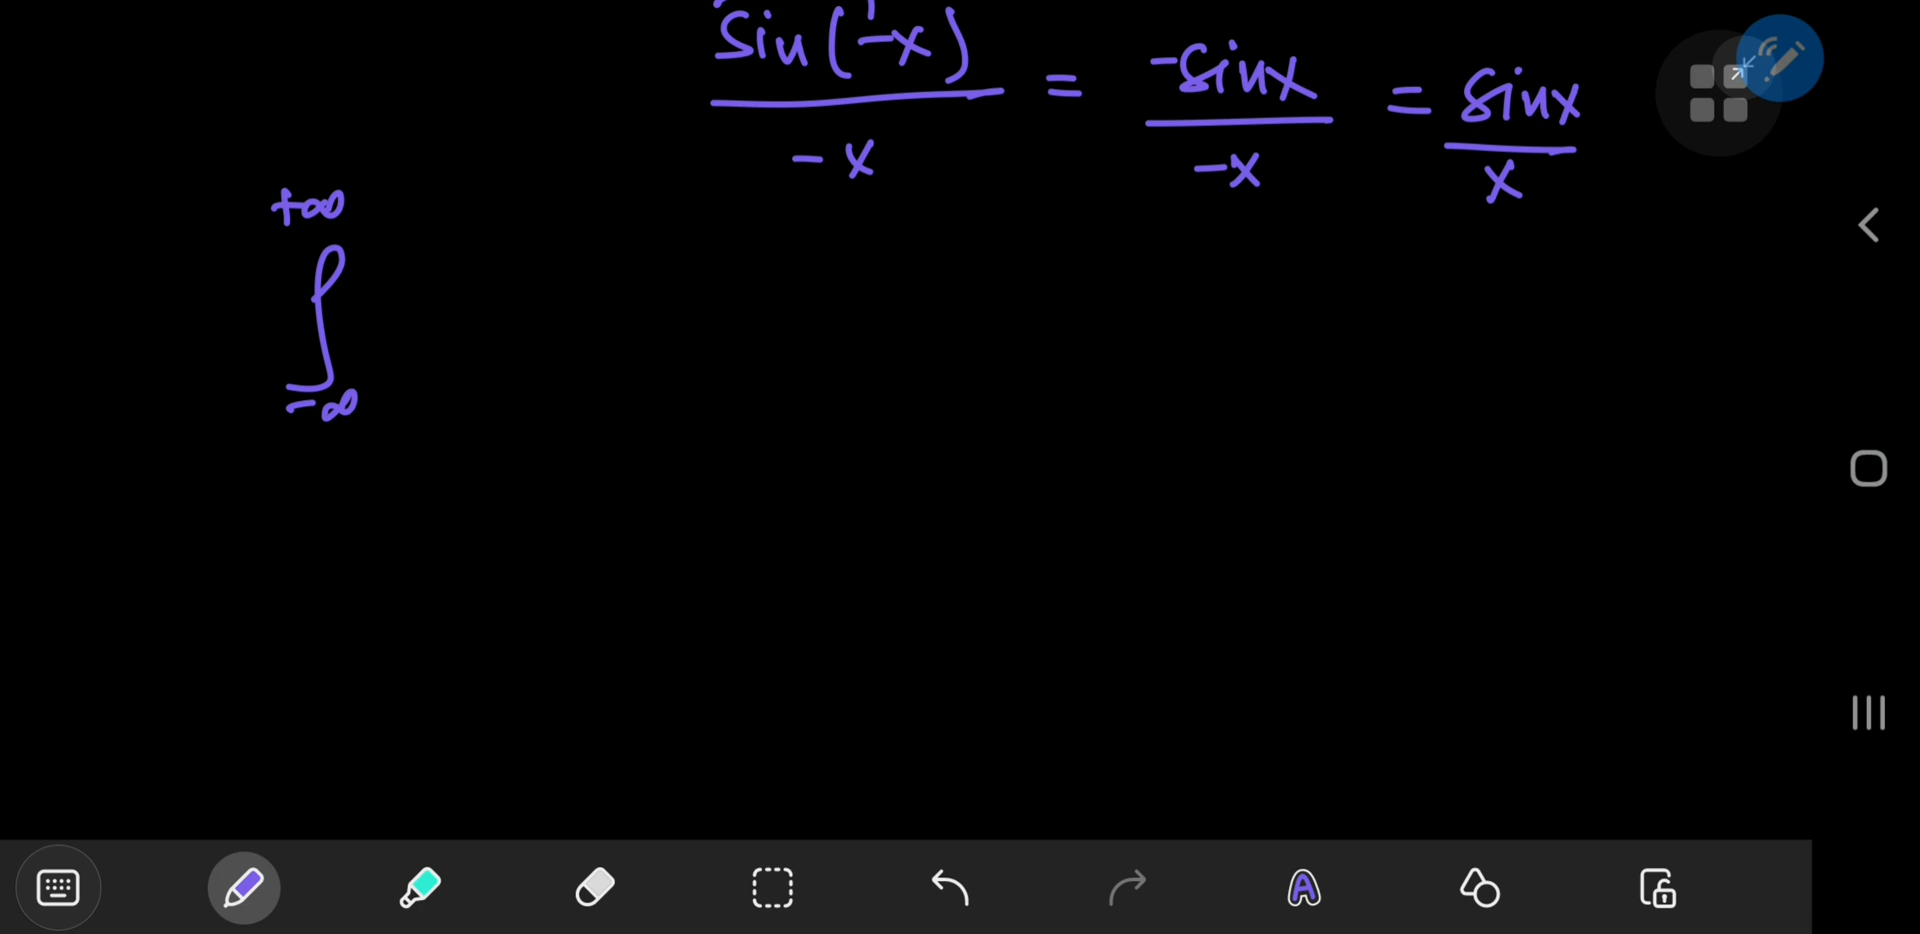 sin(-x)/-x = -sinx/-x = sinx/x
+∞
∫
-∞
A